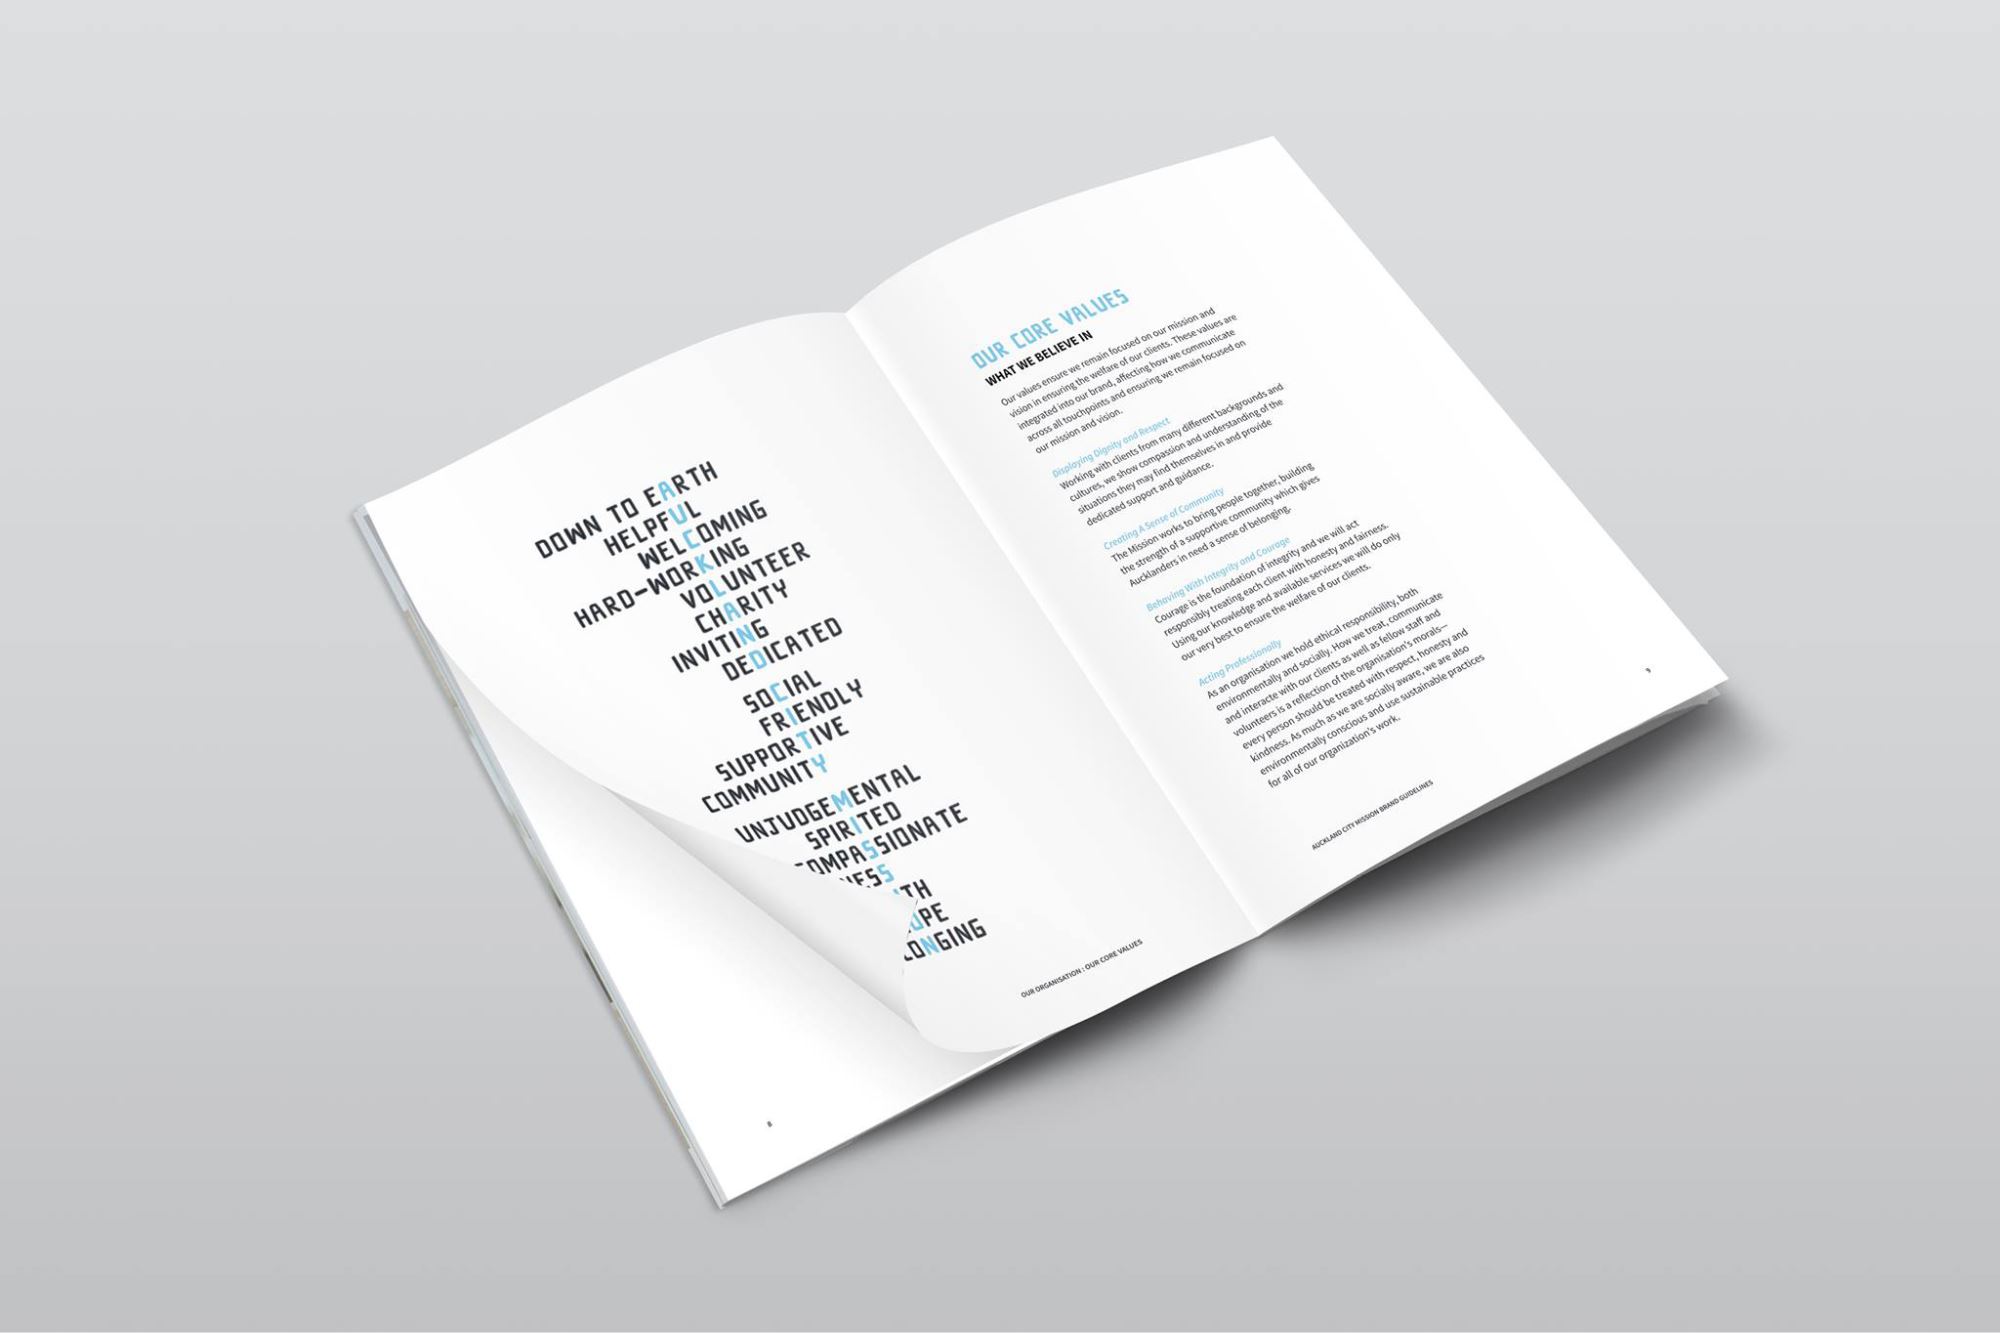 DOWN TO EARTH
HELPFUL
WELCOMING
HARD-WORKING
VOLUNTEER
CHARITY
INVITING
DEDICATED
SOCIAL
FRIENDLY
SUPPORTIVE
COMMUNITY
UNJUDGEMENTAL
SPIRITED
OMPASSIONATE
NESS
TH
OPE
LONGING
OUR ORGANISATION : OUR CORE VALUES
8
OUR CORE VALUES
WHAT WE BELIEVE IN
Our values ensure we remain focused on our mission and
vision in ensuring the welfare of our clients. These values are
integrated into our brand, affecting how we communicate
across all touchpoints and ensuring we remain focused on
our mission and vision.
Displaying Dignity and Respect
Working with clients from many different backgrounds and
cultures, we show compassion and understanding of the
situations they may find themselves in and provide
dedicated support and guidance.
Creating A Sense of Community
The Mission works to bring people together, building
the strength of a supportive community which gives
Aucklanders in need a sense of belonging.
Behaving With Integrity and Courage
Courage is the foundation of integrity and we will act
responsibly treating each client with honesty and fairness.
Using our knowledge and available services we will do only
our very best to ensure the welfare of our clients.
Acting Professionally
As an organisation we hold ethical responsibility, both
environmentally and socially. How we treat, communicate
and interacte with our clients as well as fellow staff and
volunteers is a reflection of the organisation's morals—
every person should be treated with respect, honesty and
kindness. As much as we are socially aware, we are also
environmentally conscious and use sustainable practices
for all of our organization's work.
AUCKLAND CITY MISSION BRAND GUIDELINES
9